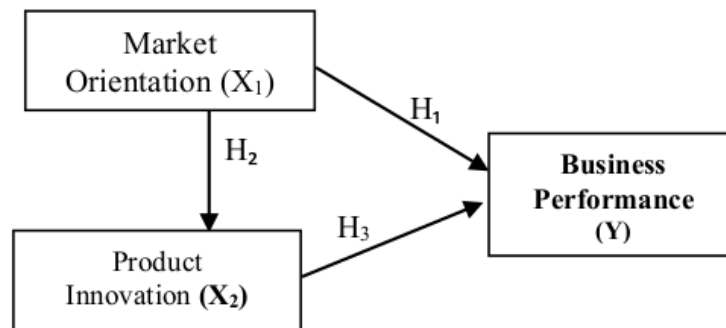 Market
Orientation (X₁)
H₁
H₂
Business
Performance
(Y)
H₃
Product
Innovation (X₂)